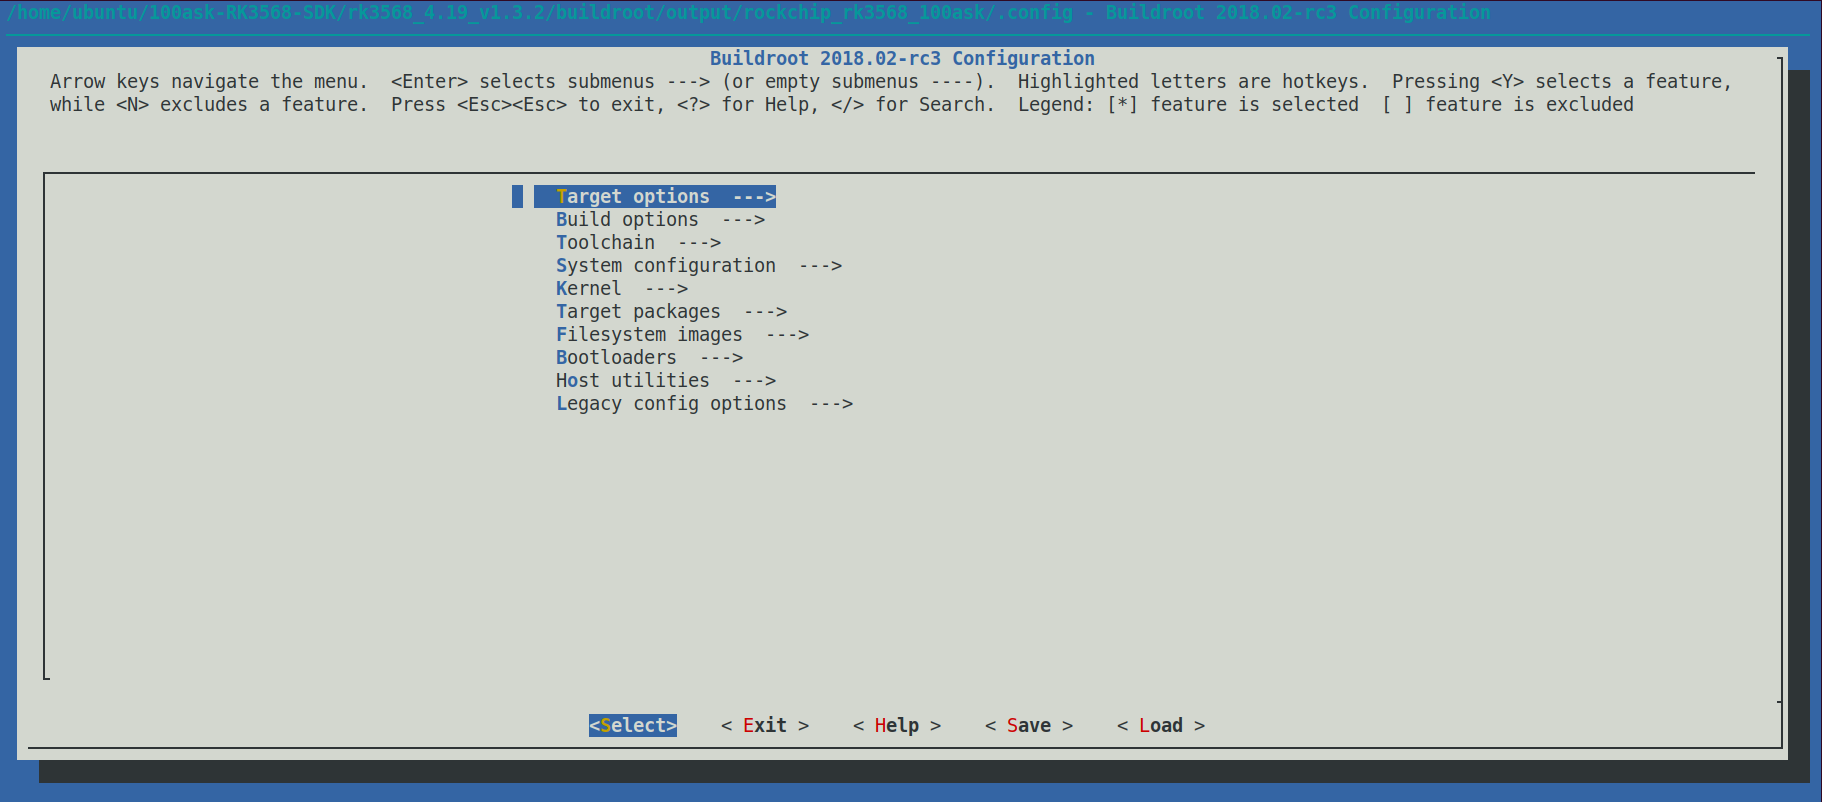 /home/ubuntu/100ask-RK3568-SDK/rk3568_4.19_v1.3.2/buildroot/output/rockchip_rk3568_100ask/.config - Buildroot 2018.02-rc3 Configuration
Buildroot 2018.02-rc3 Configuration
Arrow keys navigate the menu.  <Enter> selects submenus ---> (or empty submenus ----).  Highlighted letters are hotkeys.  Pressing <Y> selects a feature,
while <N> excludes a feature.  Press <Esc><Esc> to exit, <?> for Help, </> for Search.  Legend: [*] feature is selected  [ ] feature is excluded
Target options  --->
Build options  --->
Toolchain  --->
System configuration  --->
Kernel  --->
Target packages  --->
Filesystem images  --->
Bootloaders  --->
Host utilities  --->
Legacy config options  --->
<Select>    < Exit >    < Help >    < Save >    < Load >